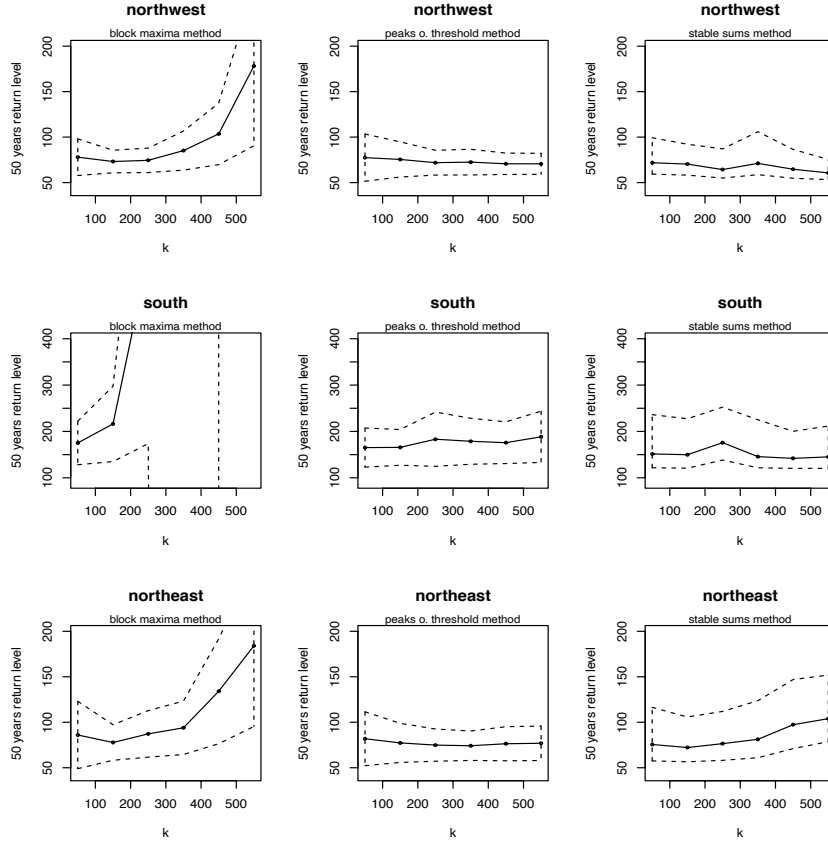 northwest
block maxima method
50 years return level
50 100 150 200
100 200 300 400 500
k
northwest
peaks o. threshold method
50 years return level
50 100 150 200
100 200 300 400 500
k
northwest
stable sums method
50 years return level
50 100 150 200
100 200 300 400 500
k
south
block maxima method
50 years return level
100 200 300 400
100 200 300 400 500
k
south
peaks o. threshold method
50 years return level
100 200 300 400
100 200 300 400 500
k
south
stable sums method
50 years return level
100 200 300 400
100 200 300 400 500
k
northeast
block maxima method
50 years return level
50 100 150 200
100 200 300 400 500
k
northeast
peaks o. threshold method
50 years return level
50 100 150 200
100 200 300 400 500
k
northeast
stable sums method
50 years return level
50 100 150 200
100 200 300 400 500
k